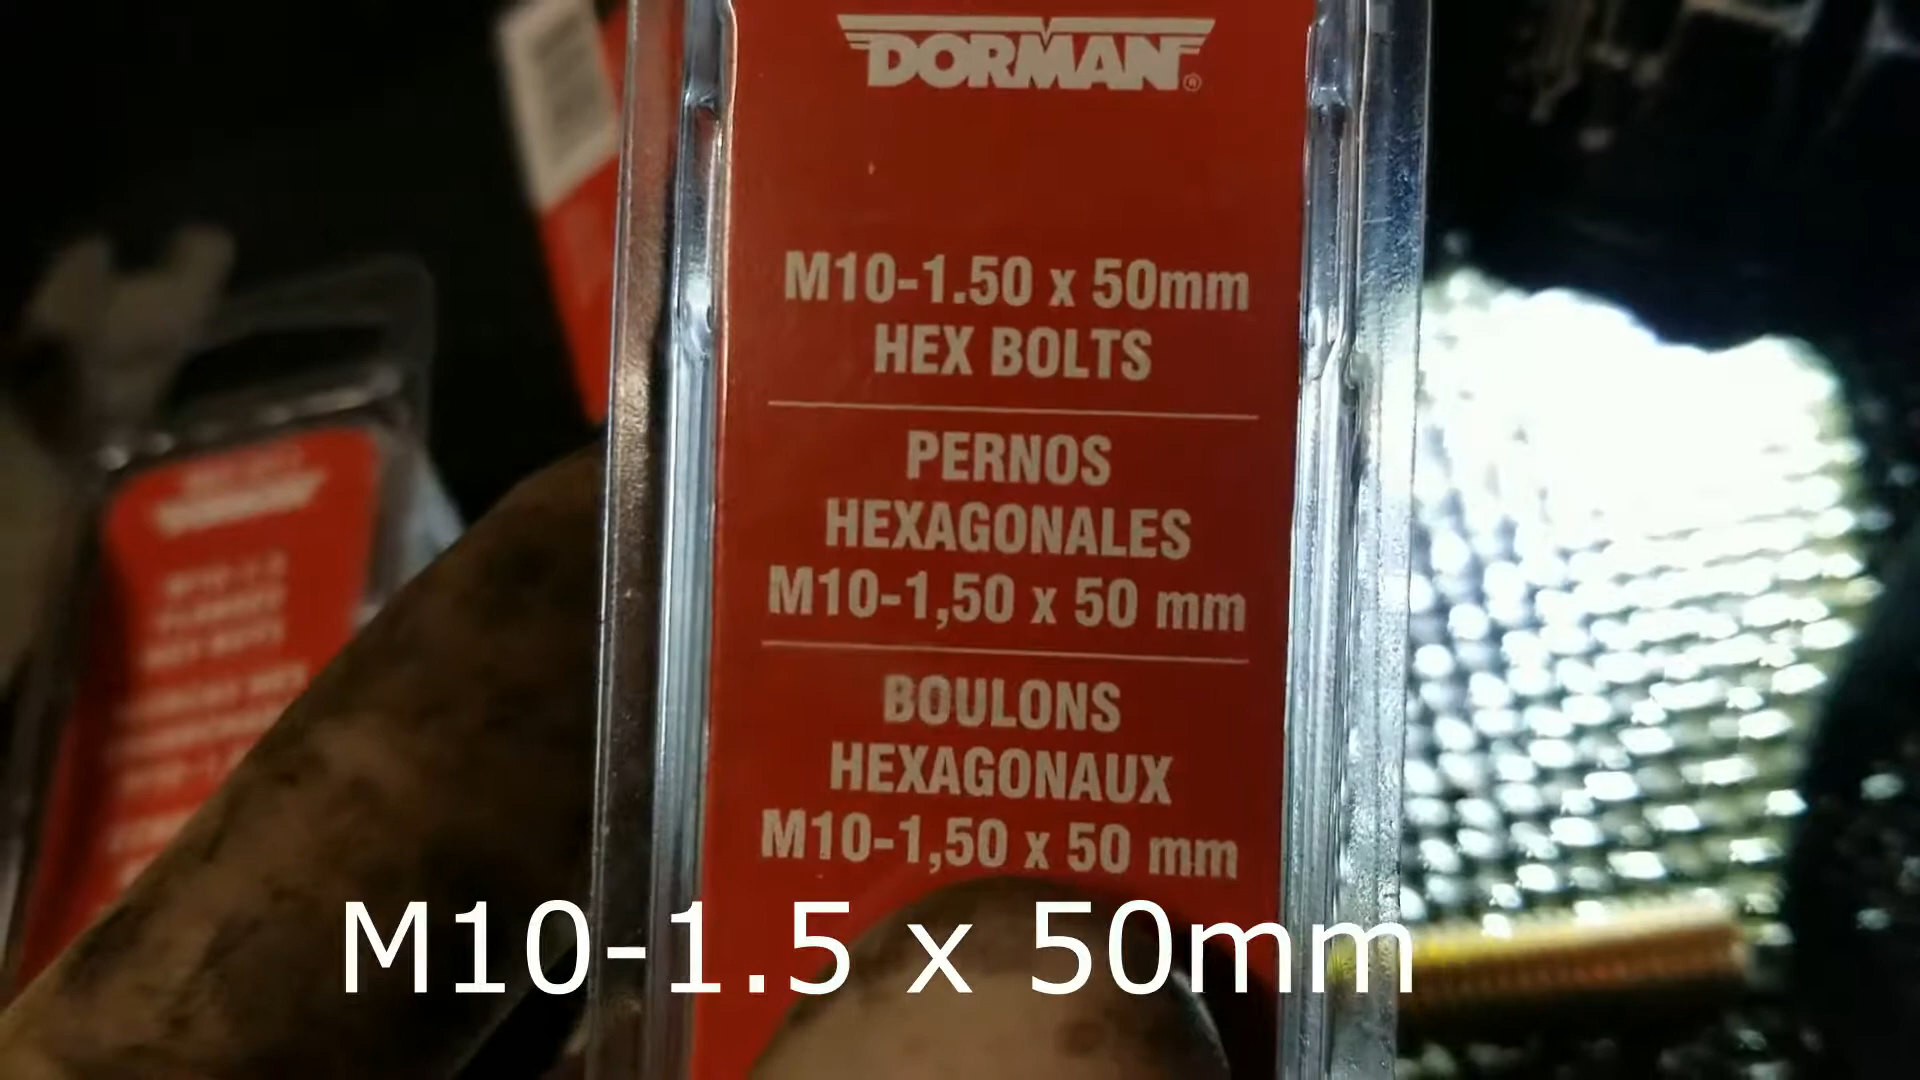 DORMAN®
M10-1.50 x 50mm
HEX BOLTS
PERNOS
HEXAGONALES
M10-1,50 x 50 mm
BOULONS
HEXAGONAUX
M10-1,50 x 50 mm
M10-1.5 x 50mm
DORMAN